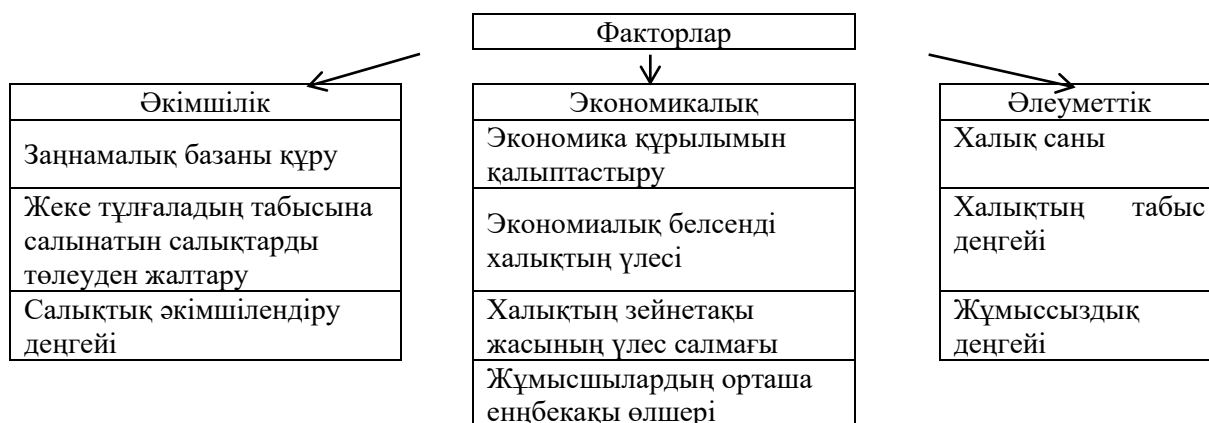 Факторлар
Әкімшілік
Заңнамалық базаны құру
Жеке тұлғаладың табысына
салынатын салықтарды
төлеуден жалтару
Салықтық әкімшілендіру
деңгейі
Экономикалық
Экономика құрылымын
қалыптастыру
Экономиалық белсенді
халықтың үлесі
Халықтың зейнетақы
жасының үлес салмағы
Жұмысшылардың орташа
еңңбекақы өлшері
Әлеуметтік
Халық саны
Халықтың табыс
деңгейі
Жұмыссыздық
деңгейі